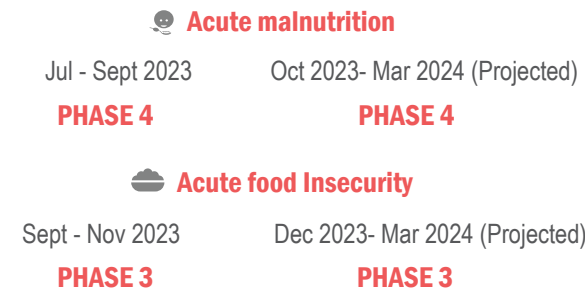 Acute malnutrition
Jul - Sept 2023 Oct 2023- Mar 2024 (Projected)
PHASE 4 PHASE 4
Acute food Insecurity
Sept - Nov 2023 Dec 2023- Mar 2024 (Projected)
PHASE 3 PHASE 3